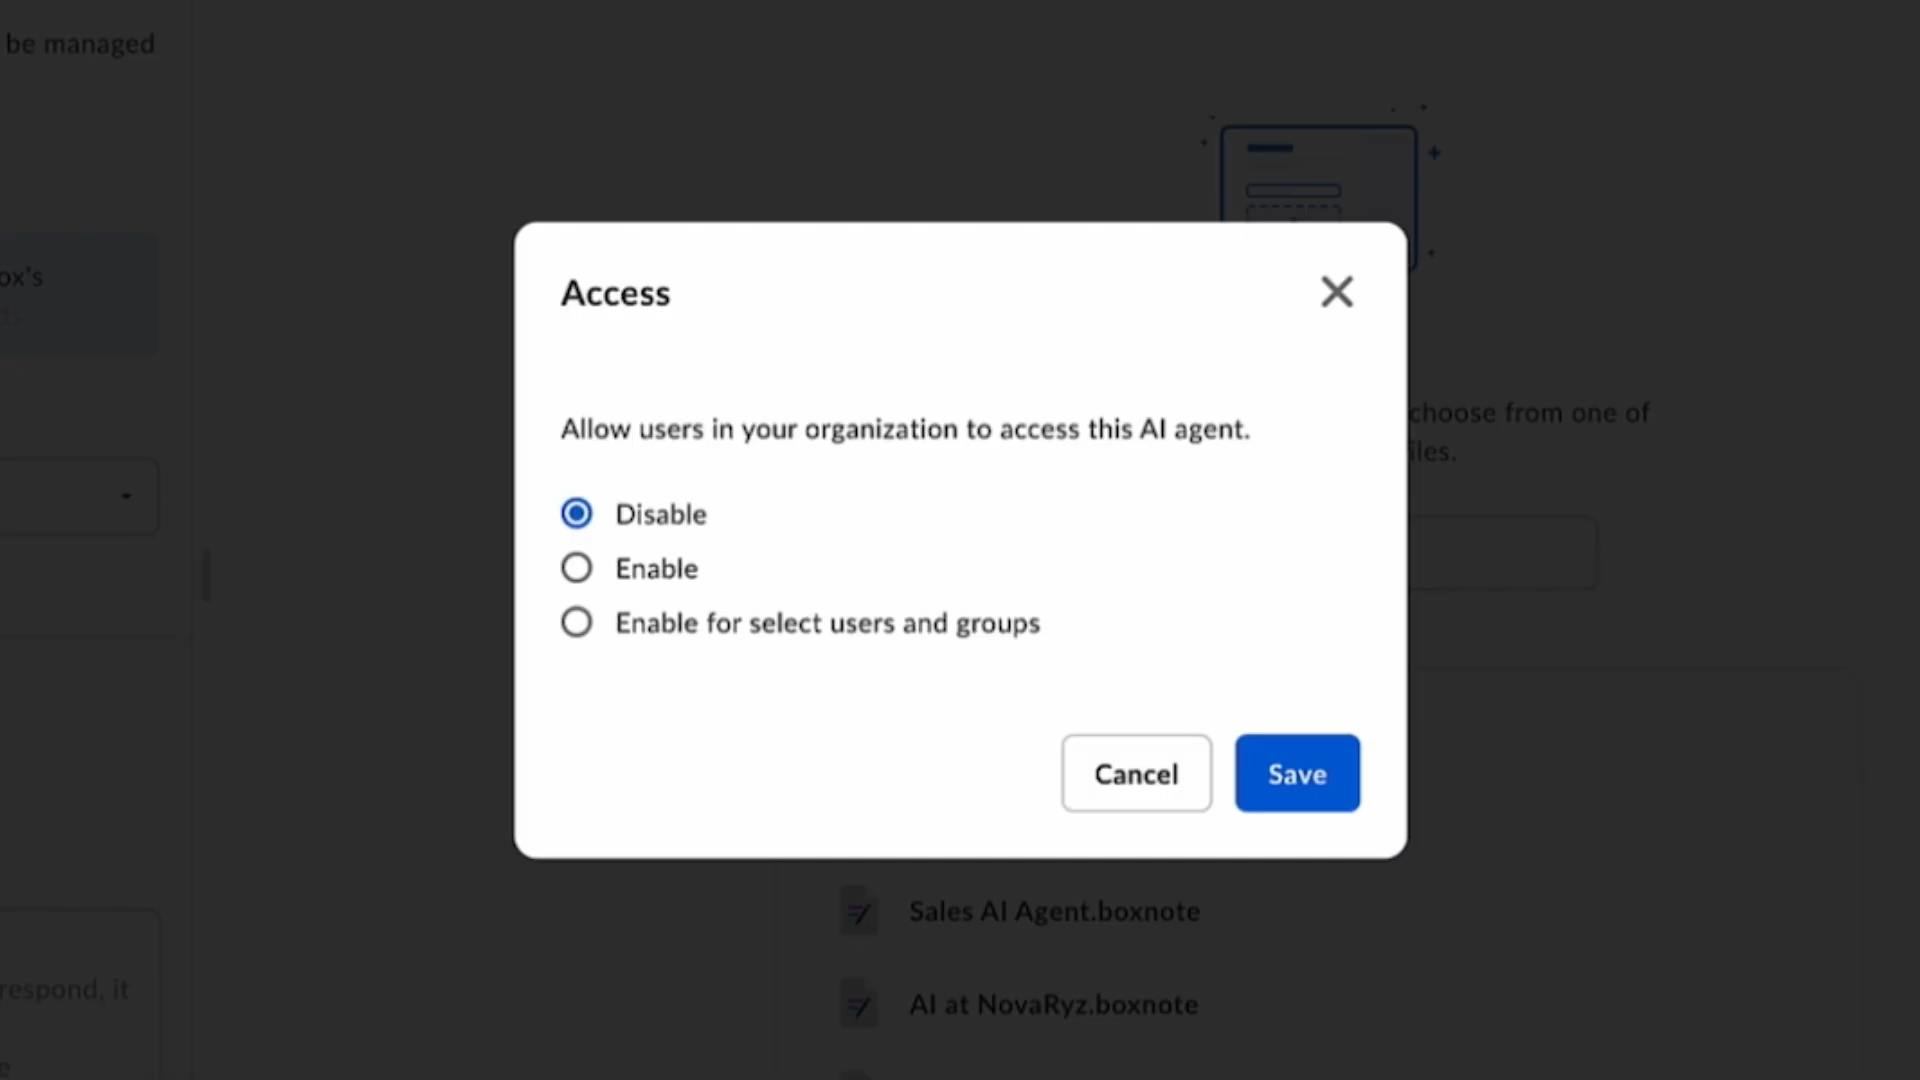 be managed
ox's
Access
Allow users in your organization to access this AI agent.
choose from one of
iles.
Disable
Enable
Enable for select users and groups
Cancel
Save
Sales AI Agent.boxnote
respond, it
AI at NovaRyz.boxnote